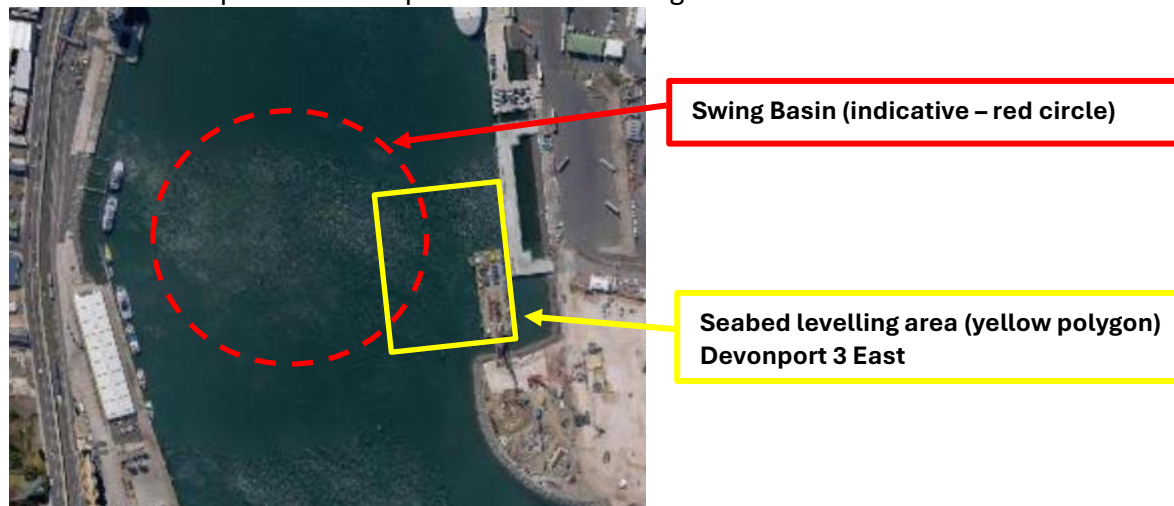 Swing Basin (indicative – red circle)
Seabed levelling area (yellow polygon)
Devonport 3 East